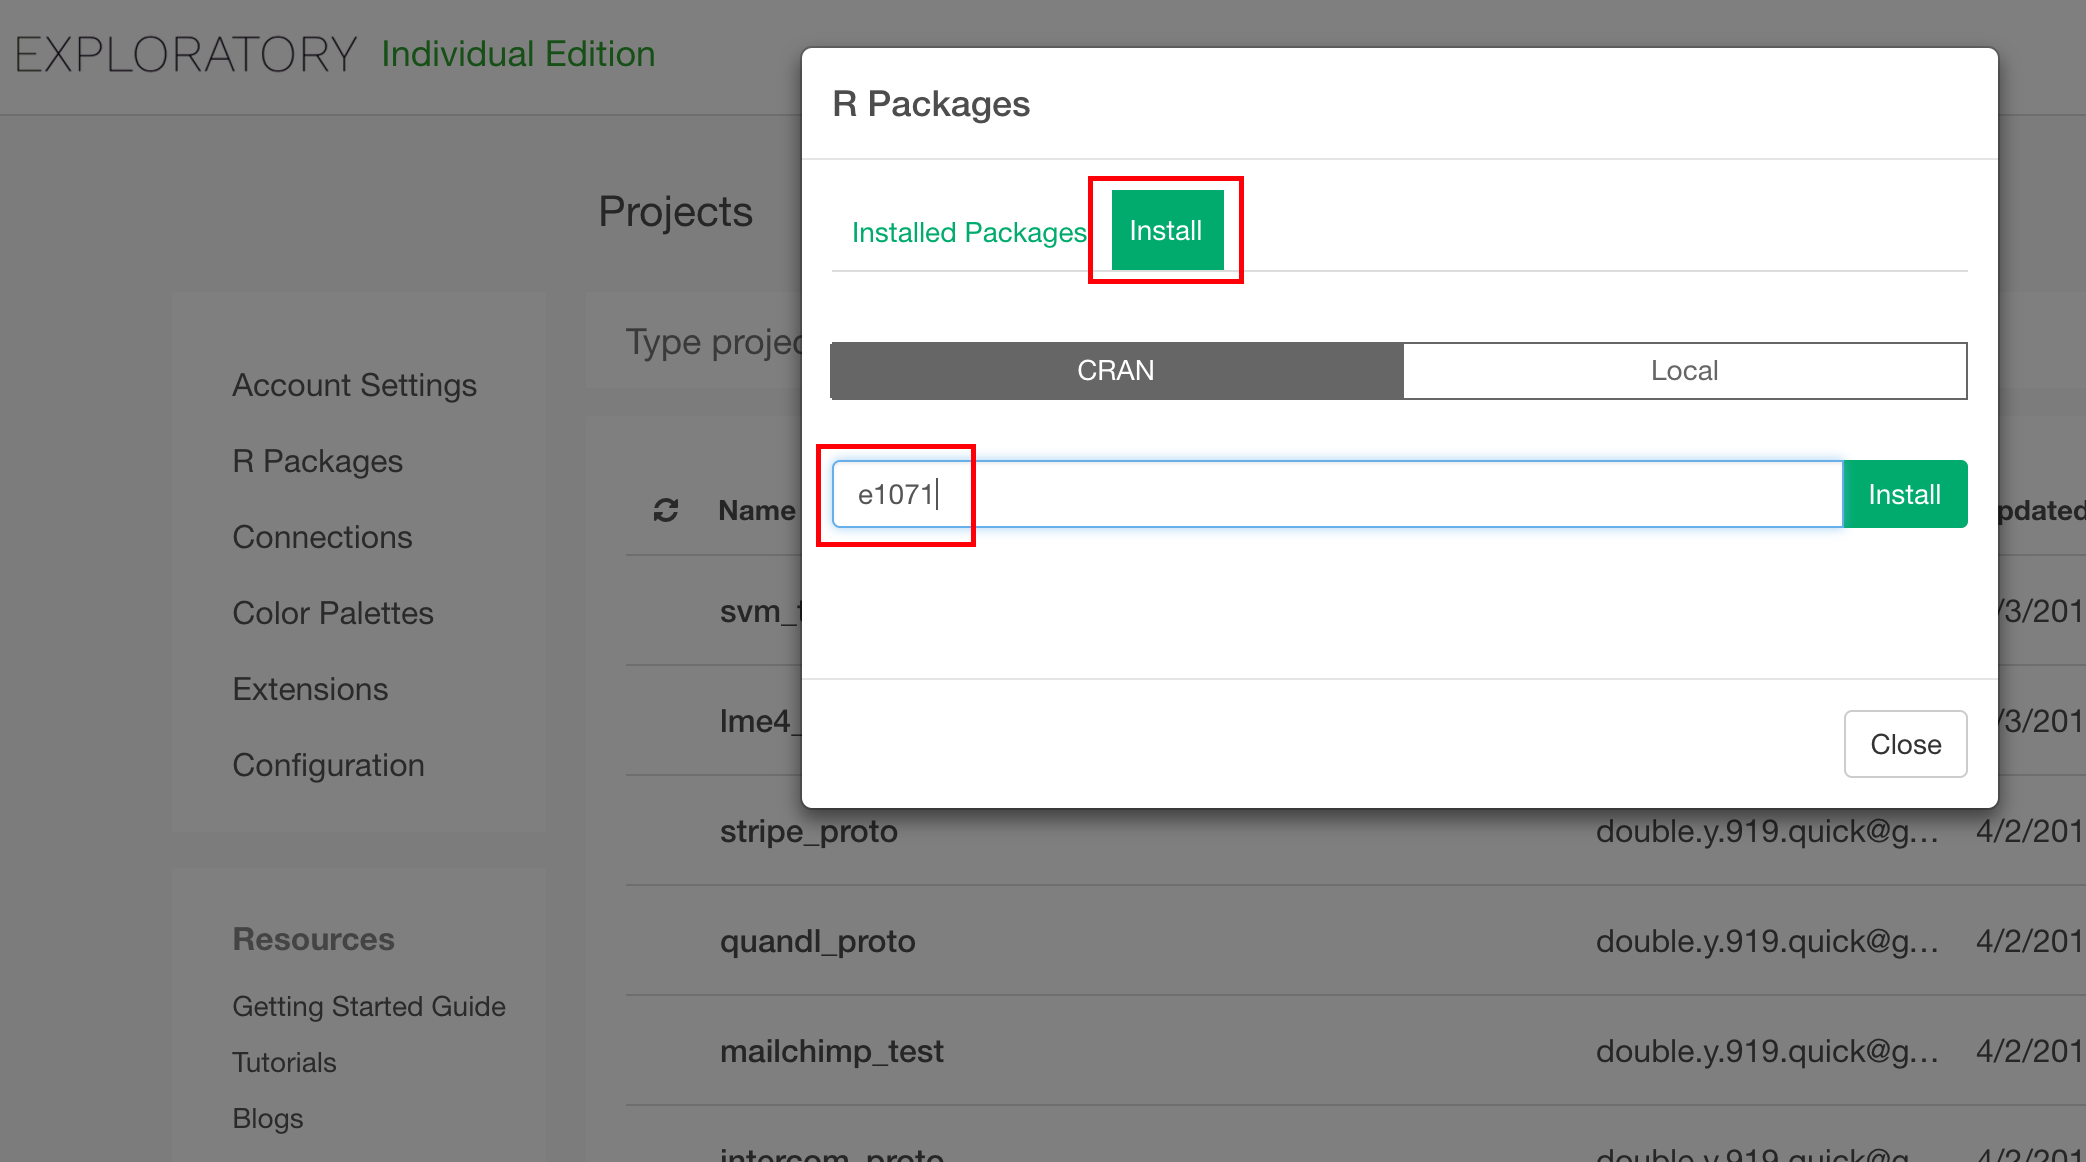 EXPLORATORY Individual Edition
R Packages
Installed Packages Install
CRAN Local
e1071 Install
Close
Projects
Type projec
Account Settings
R Packages
Connections
Color Palettes
Extensions
Configuration
Resources
Getting Started Guide
Tutorials
Blogs
Name pdated
svm_t /3/201
lme4_ /3/201
stripe_proto double.y.919.quick@g... 4/2/201
quandl_proto double.y.919.quick@g... 4/2/201
mailchimp_test double.y.919.quick@g... 4/2/201
intercom_proto double.y.919.quick@g... 4/2/201